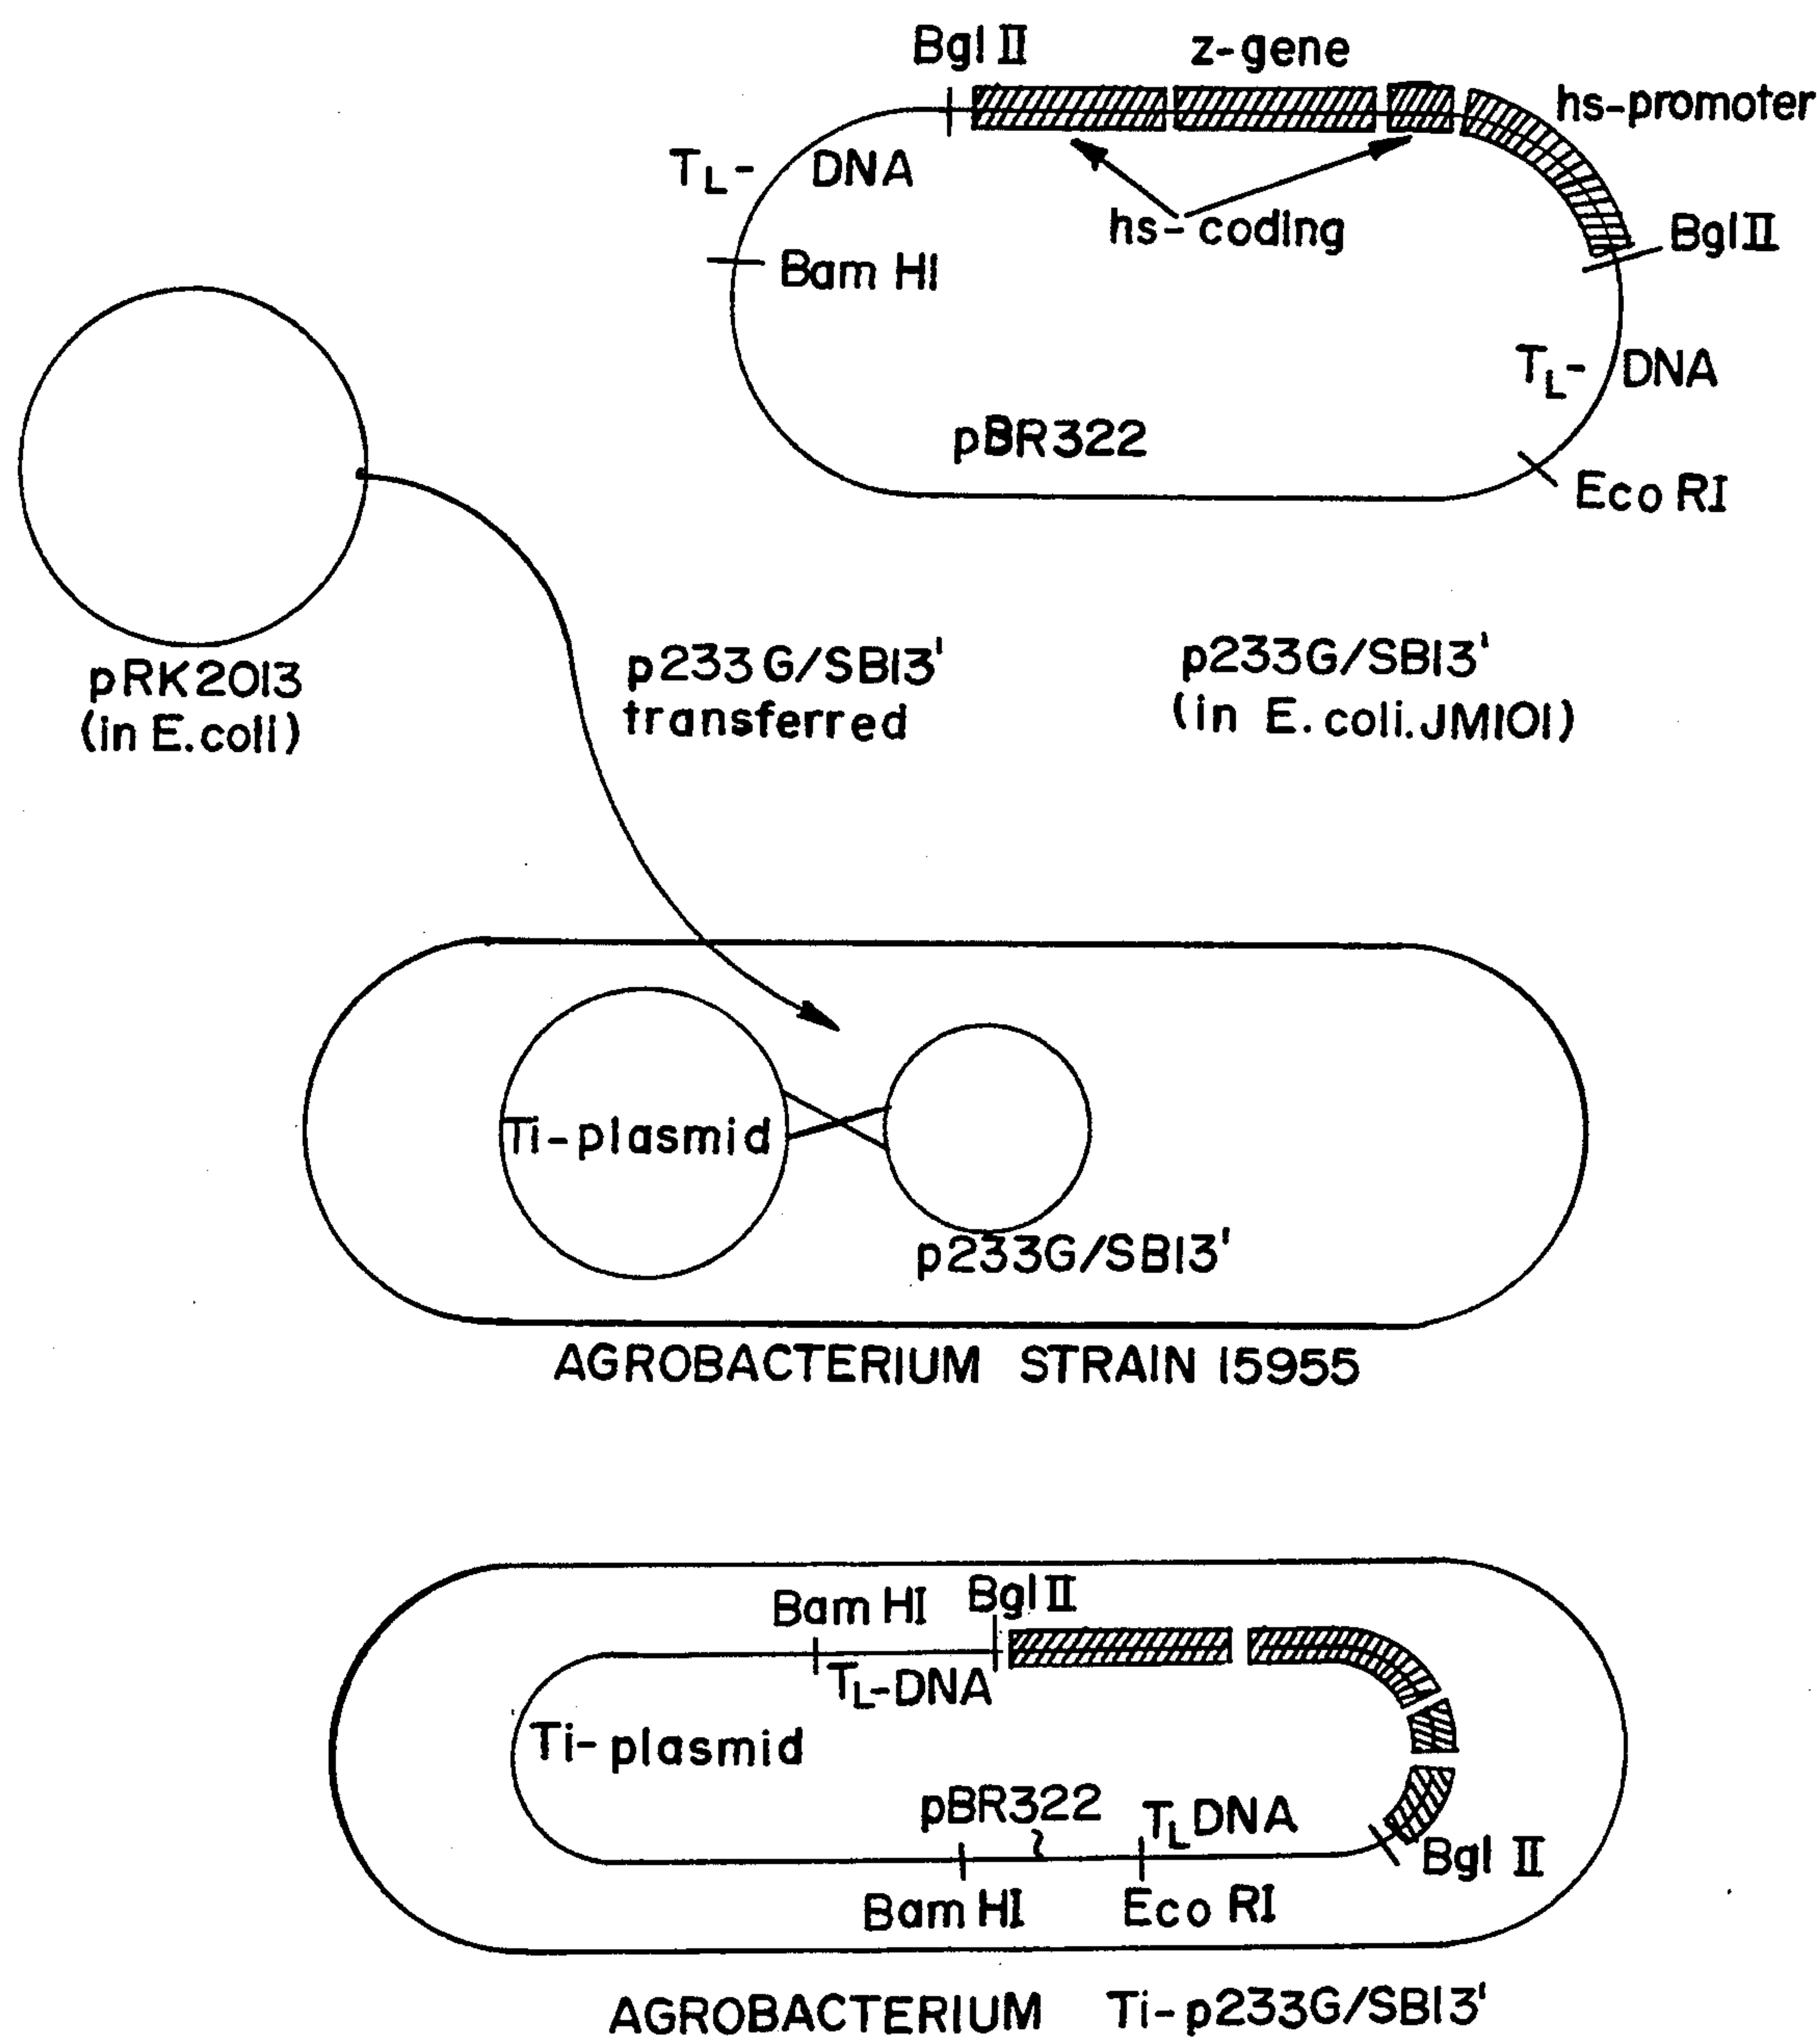 Bgl II
z-gene
hs-promoter
TL- DNA
hs-coding
Bgl II
Bam HI
TL- DNA
pBR322
Eco RI
pRK2013
(in E.coli)
p233G/SB13'
transferred
p233G/SB13'
(in E.coli.JM101)
Ti-plasmid
p233G/SB13'
AGROBACTERIUM STRAIN 15955
Bam HI
Bgl II
TL-DNA
Ti-plasmid
pBR322
TL DNA
Bgl II
Bam HI
Eco RI
AGROBACTERIUM Ti-p233G/SB13'